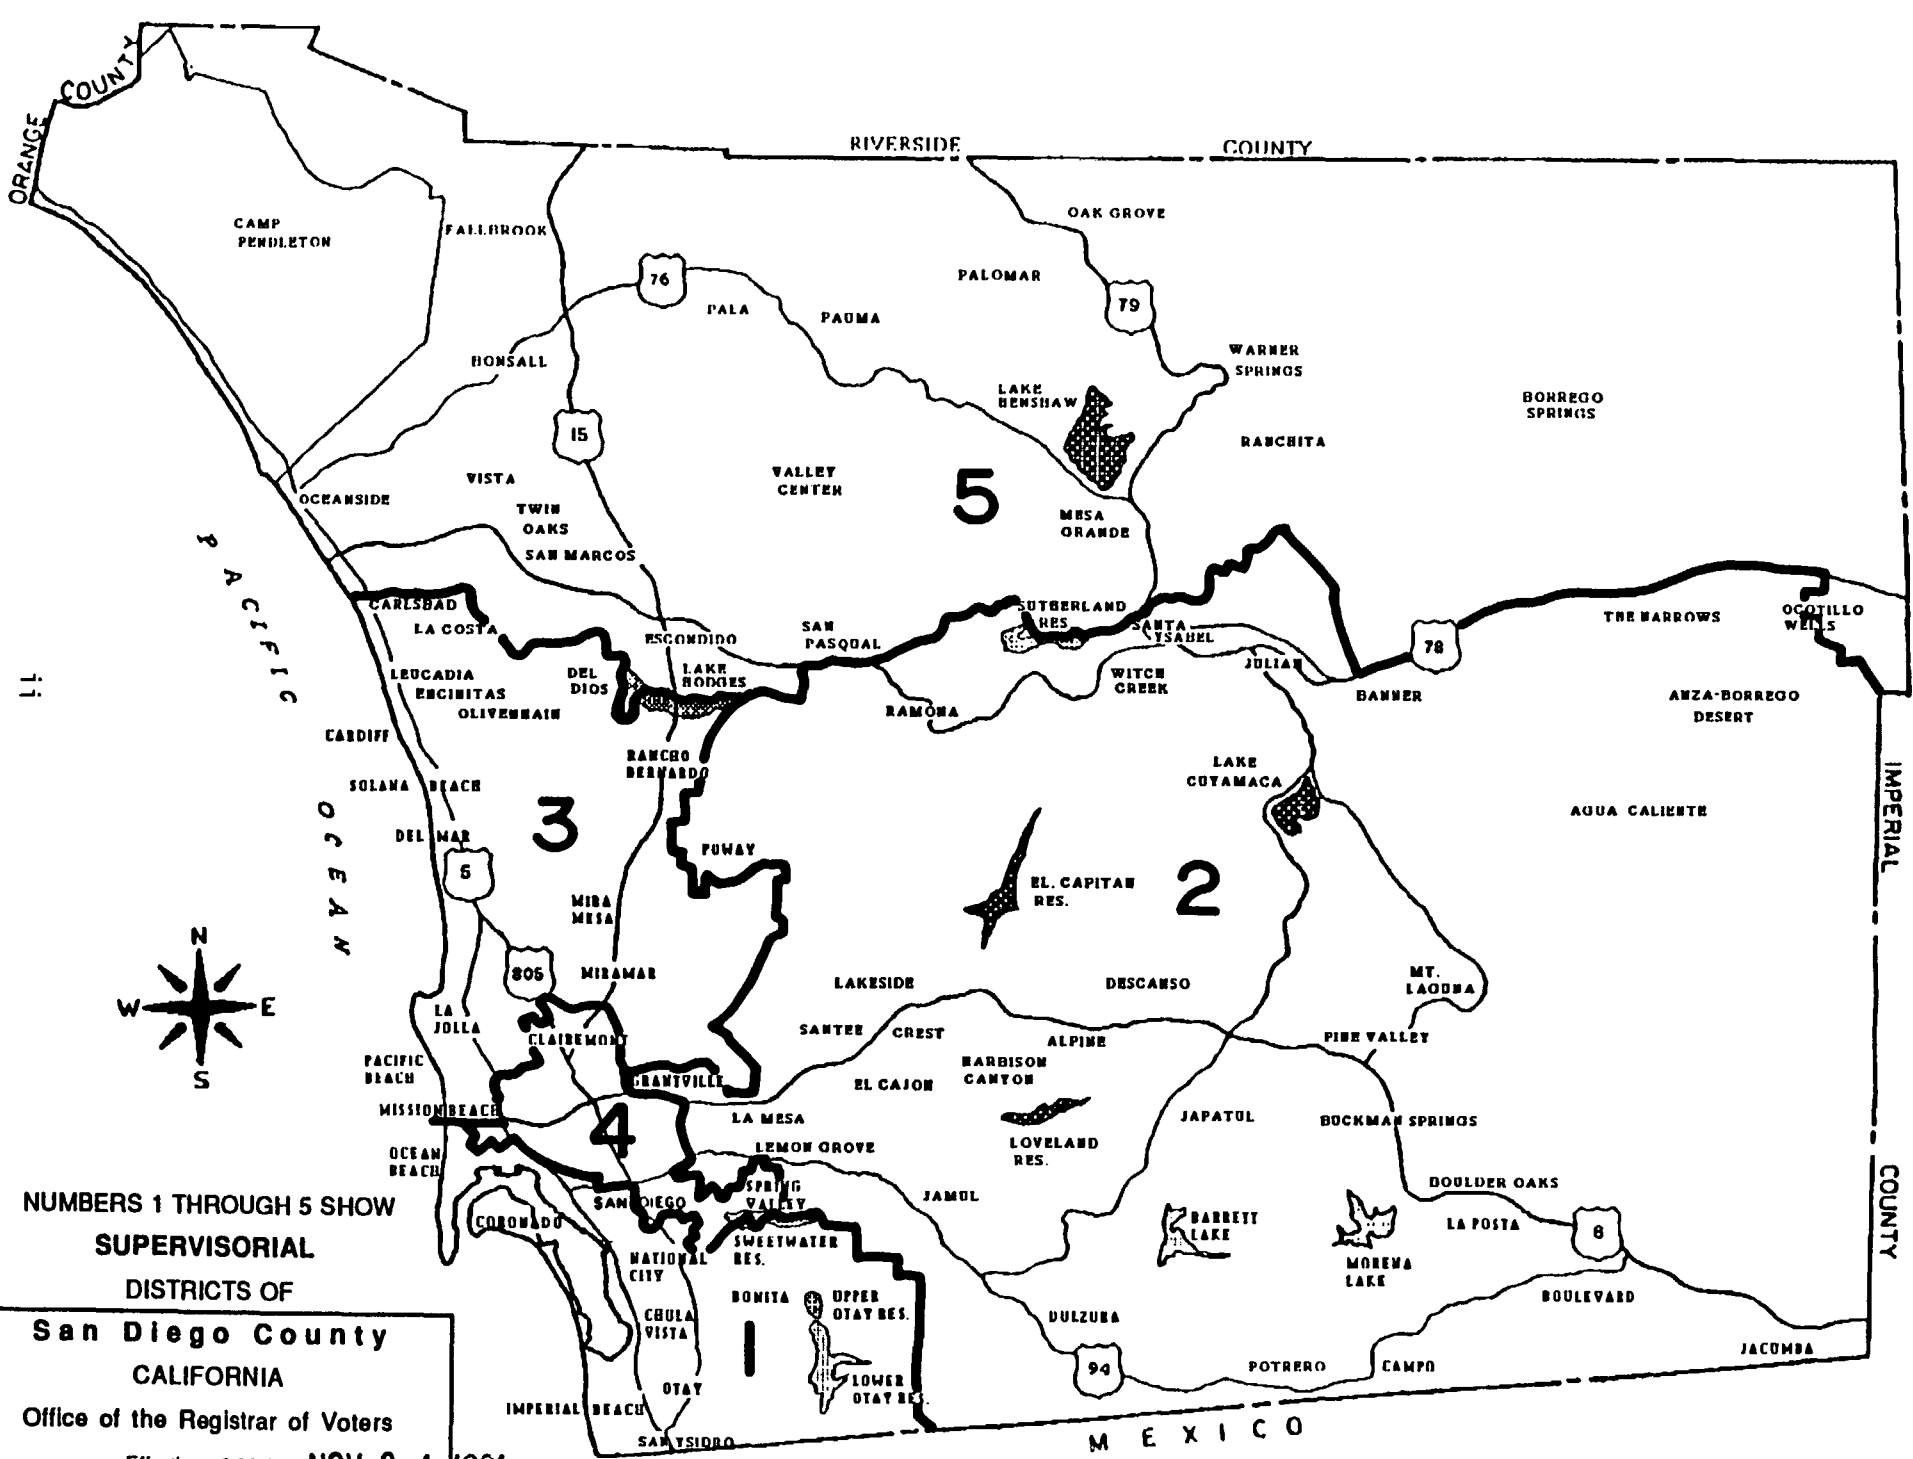 ORANGE COUNTY
RIVERSIDE COUNTY
CAMP
PENDLETON
FALLBROOK
OAK GROVE
76
PALA
PAUMA
PALOMAR
79
BONSALL
WARNER
SPRINGS
LAKE
HENSHAW
BORREGO
SPRINGS
15
RANCHITA
VISTA
VALLEY
CENTER
5
OCEANSIDE
TWIN
OAKS
MESA
GRANDE
SAN MARCOS
PACIFIC
OCEAN
CARLSBAD
LA COSTA
SUTHERLAND
RES
SANTA
YSABEL
THE NARROWS
OCOTILLO
WELLS
ESCONDIDO
SAN
PASQUAL
78
LEUCADIA
ENCINITAS
OLIVENHAIN
DEL
DIOS
LAKE
HODGES
WITCH
CREEK
JULIAN
BANNER
ANZA-BORREGO
DESERT
ii
RAMONA
CARDIFF
RANCHO
BERNARDO
SOLANA BEACH
LAKE
CUYAMACA
IMPERIAL
COUNTY
AGUA CALIENTE
3
DEL MAR
POWAY
5
EL. CAPITAN
RES.
2
MIRA
MESA
N
W E
S
805
MIRAMAR
LAKESIDE
DESCANSO
MT.
LAGUNA
LA
JOLLA
CLAIREMONT
SANTEE
CREST
ALPINE
PINE VALLEY
PACIFIC
BEACH
GRANTVILLE
EL CAJON
HARBISON
CANYON
MISSION BEACH
4
LA MESA
JAPATUL
BUCKMAN SPRINGS
OCEAN
BEACH
LEMON GROVE
LOVELAND
RES.
SPRING
VALLEY
JAMUL
BOULDER OAKS
LA POSTA
8
CORONADO
SAN DIEGO
BARRETT
LAKE
MORENA
LAKE
NATIONAL
CITY
SWEETWATER
RES.
BOULEVARD
BONITA
UPPER
OTAY RES.
CHULA
VISTA
1
DULZURA
LOWER
OTAY RES.
94
POTRERO
CAMPO
JACUMBA
OTAY
IMPERIAL BEACH
SAN YSIDRO
MEXICO
NUMBERS 1 THROUGH 5 SHOW
SUPERVISORIAL
DISTRICTS OF
San Diego County
CALIFORNIA
Office of the Registrar of Voters